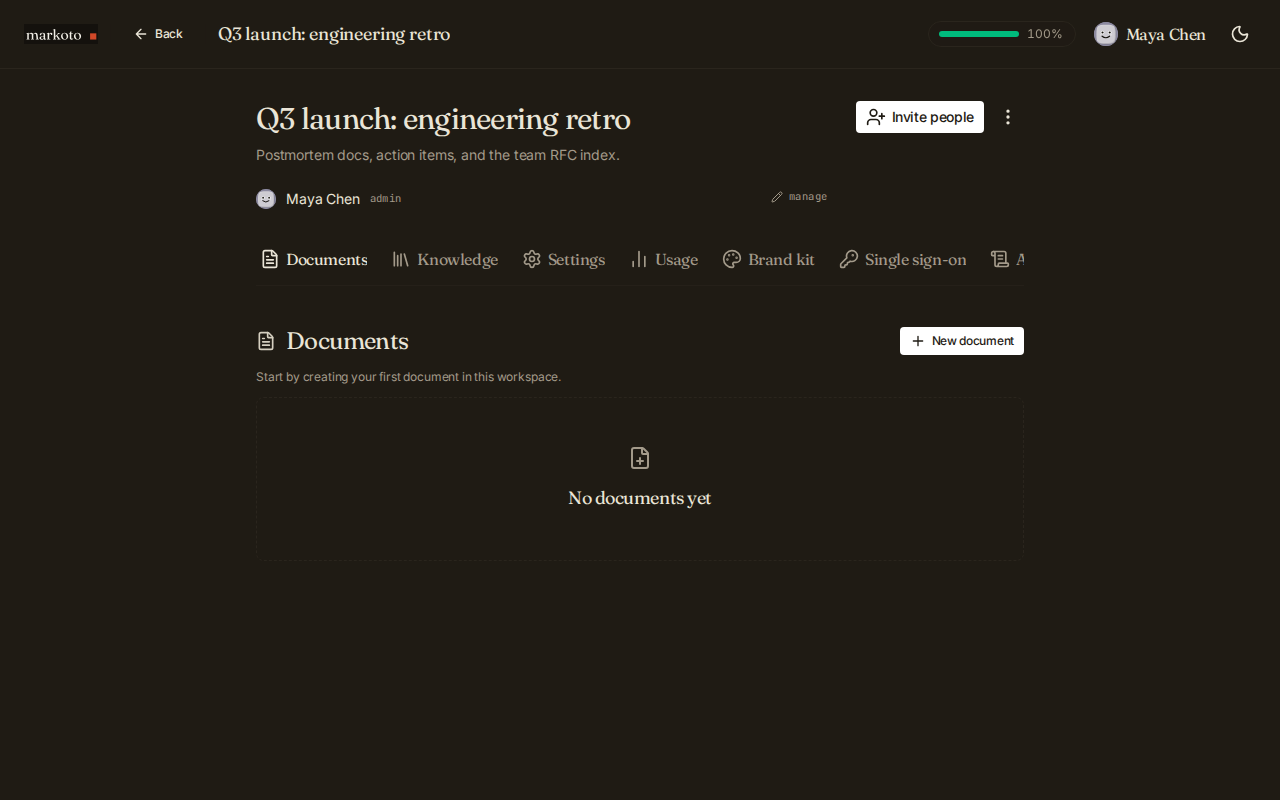 markoto
Back
Q3 launch: engineering retro
100%
Maya Chen
Q3 launch: engineering retro
Invite people
Postmortem docs, action items, and the team RFC index.
Maya Chen admin
manage
Documents Knowledge Settings Usage Brand kit Single sign-on
Documents
New document
Start by creating your first document in this workspace.
No documents yet